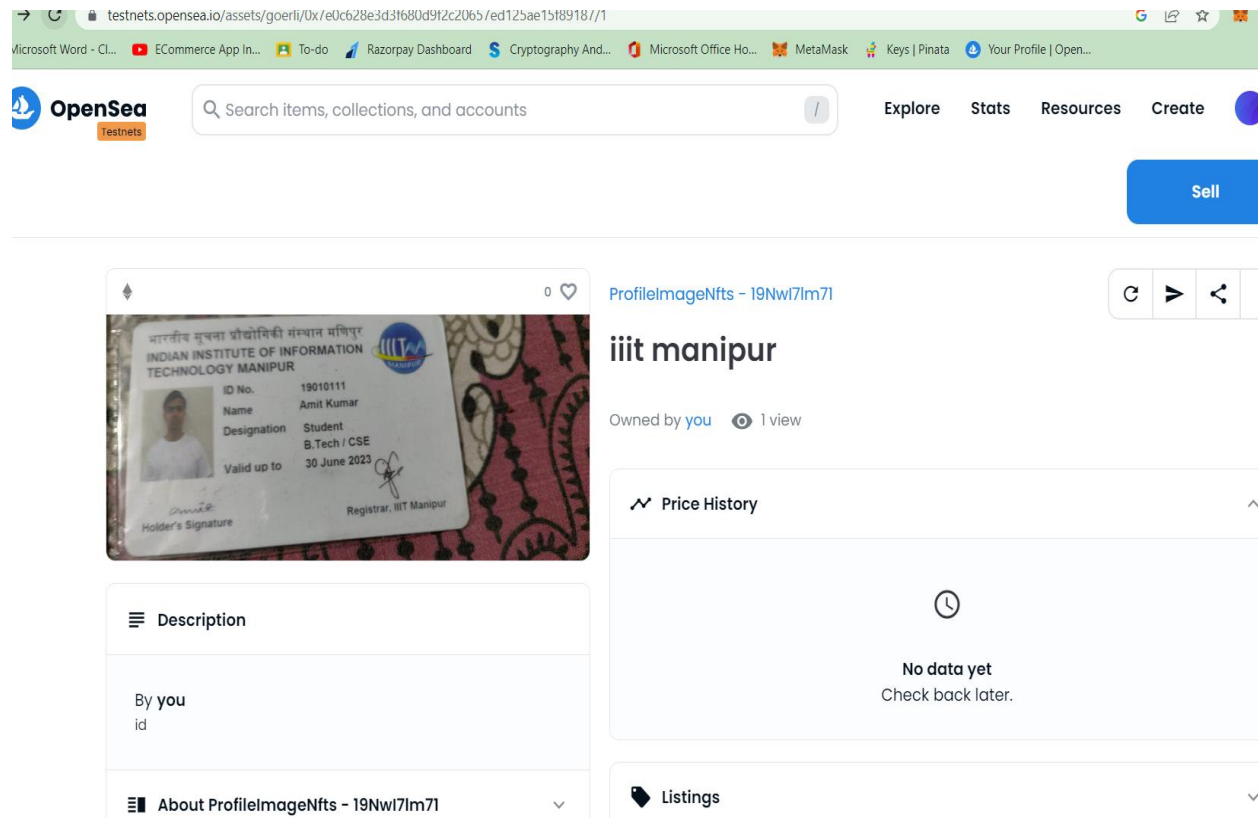 testnets.opensea.io/assets/goerli/0x7e0c628e3d3f680d9f2c20657ed125ae15f89187/1
Microsoft Word - Cl... ECommerce App In... To-do Razorpay Dashboard Cryptography And... Microsoft Office Ho... MetaMask Keys | Pinata Your Profile | Open...
OpenSea
Testnets
Search items, collections, and accounts /
Explore Stats Resources Create
Sell
0
भारतीय सूचना प्रौद्योगिकी संस्थान मणिपुर
INDIAN INSTITUTE OF INFORMATION
TECHNOLOGY MANIPUR
IIITM
MANIPUR
ID No. 19010111
Name Amit Kumar
Designation Student
B.Tech / CSE
Valid up to 30 June 2023
Amit
Holder's Signature
Registrar, IIIT Manipur
Description
By you
id
About ProfileImageNfts - 19Nwl7lm71
ProfileImageNfts - 19Nwl7lm71
iiit manipur
Owned by you 1 view
Price History
No data yet
Check back later.
Listings